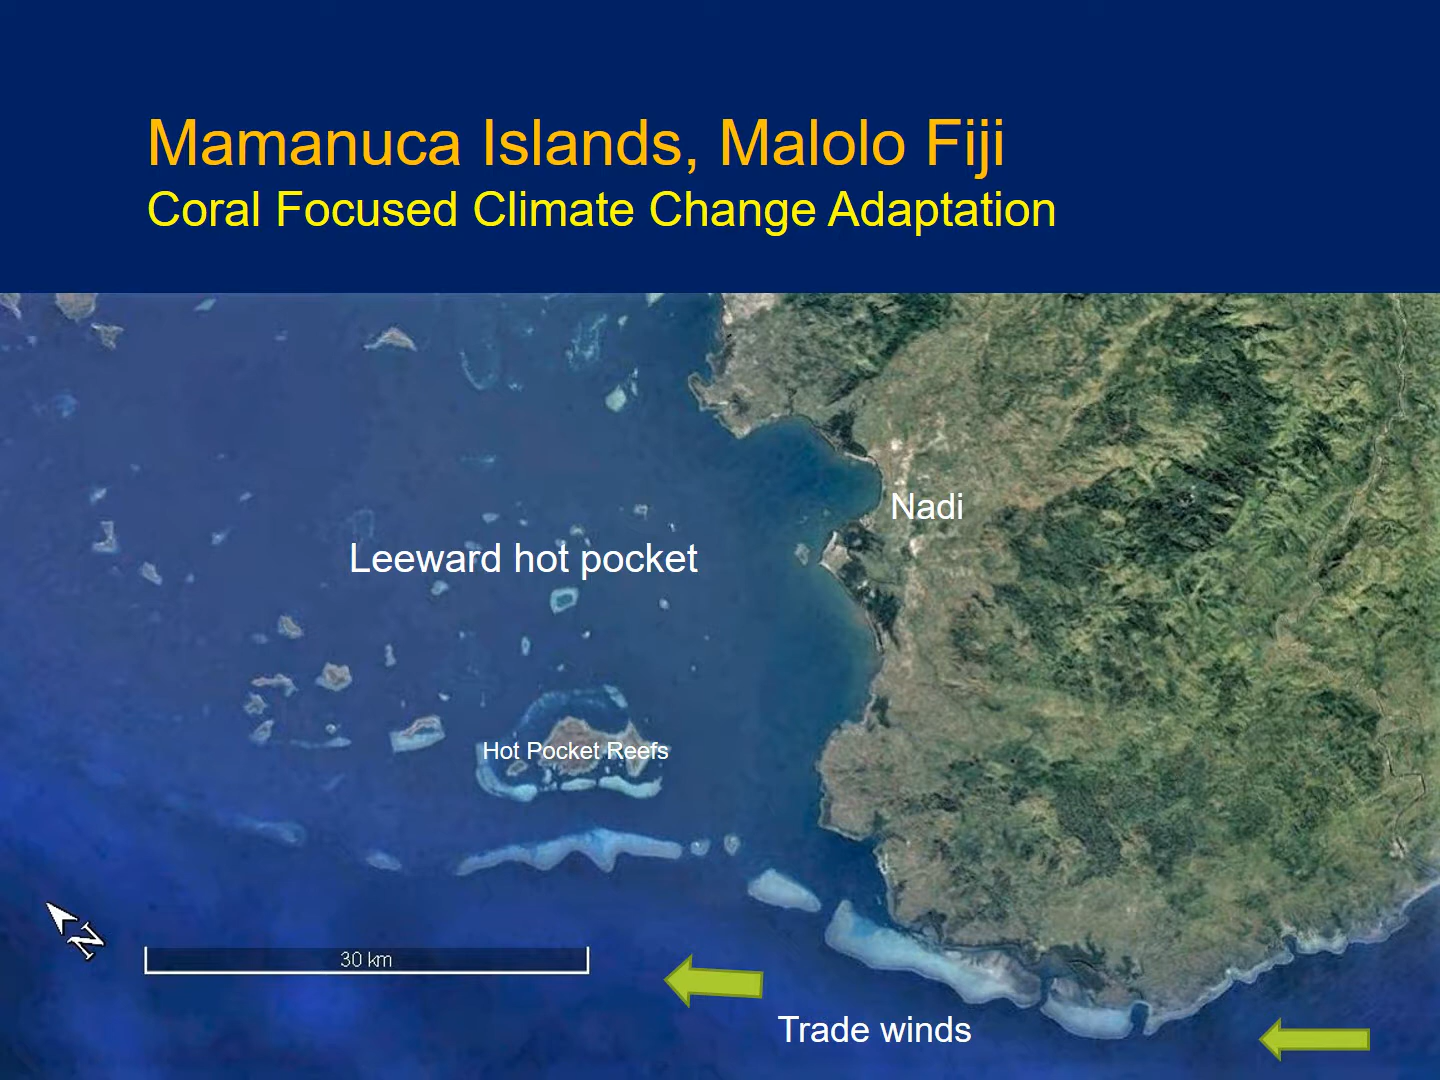 Mamanuca Islands, Malolo Fiji
Coral Focused Climate Change Adaptation
Nadi
Leeward hot pocket
Hot Pocket Reefs
N
30 km
Trade winds